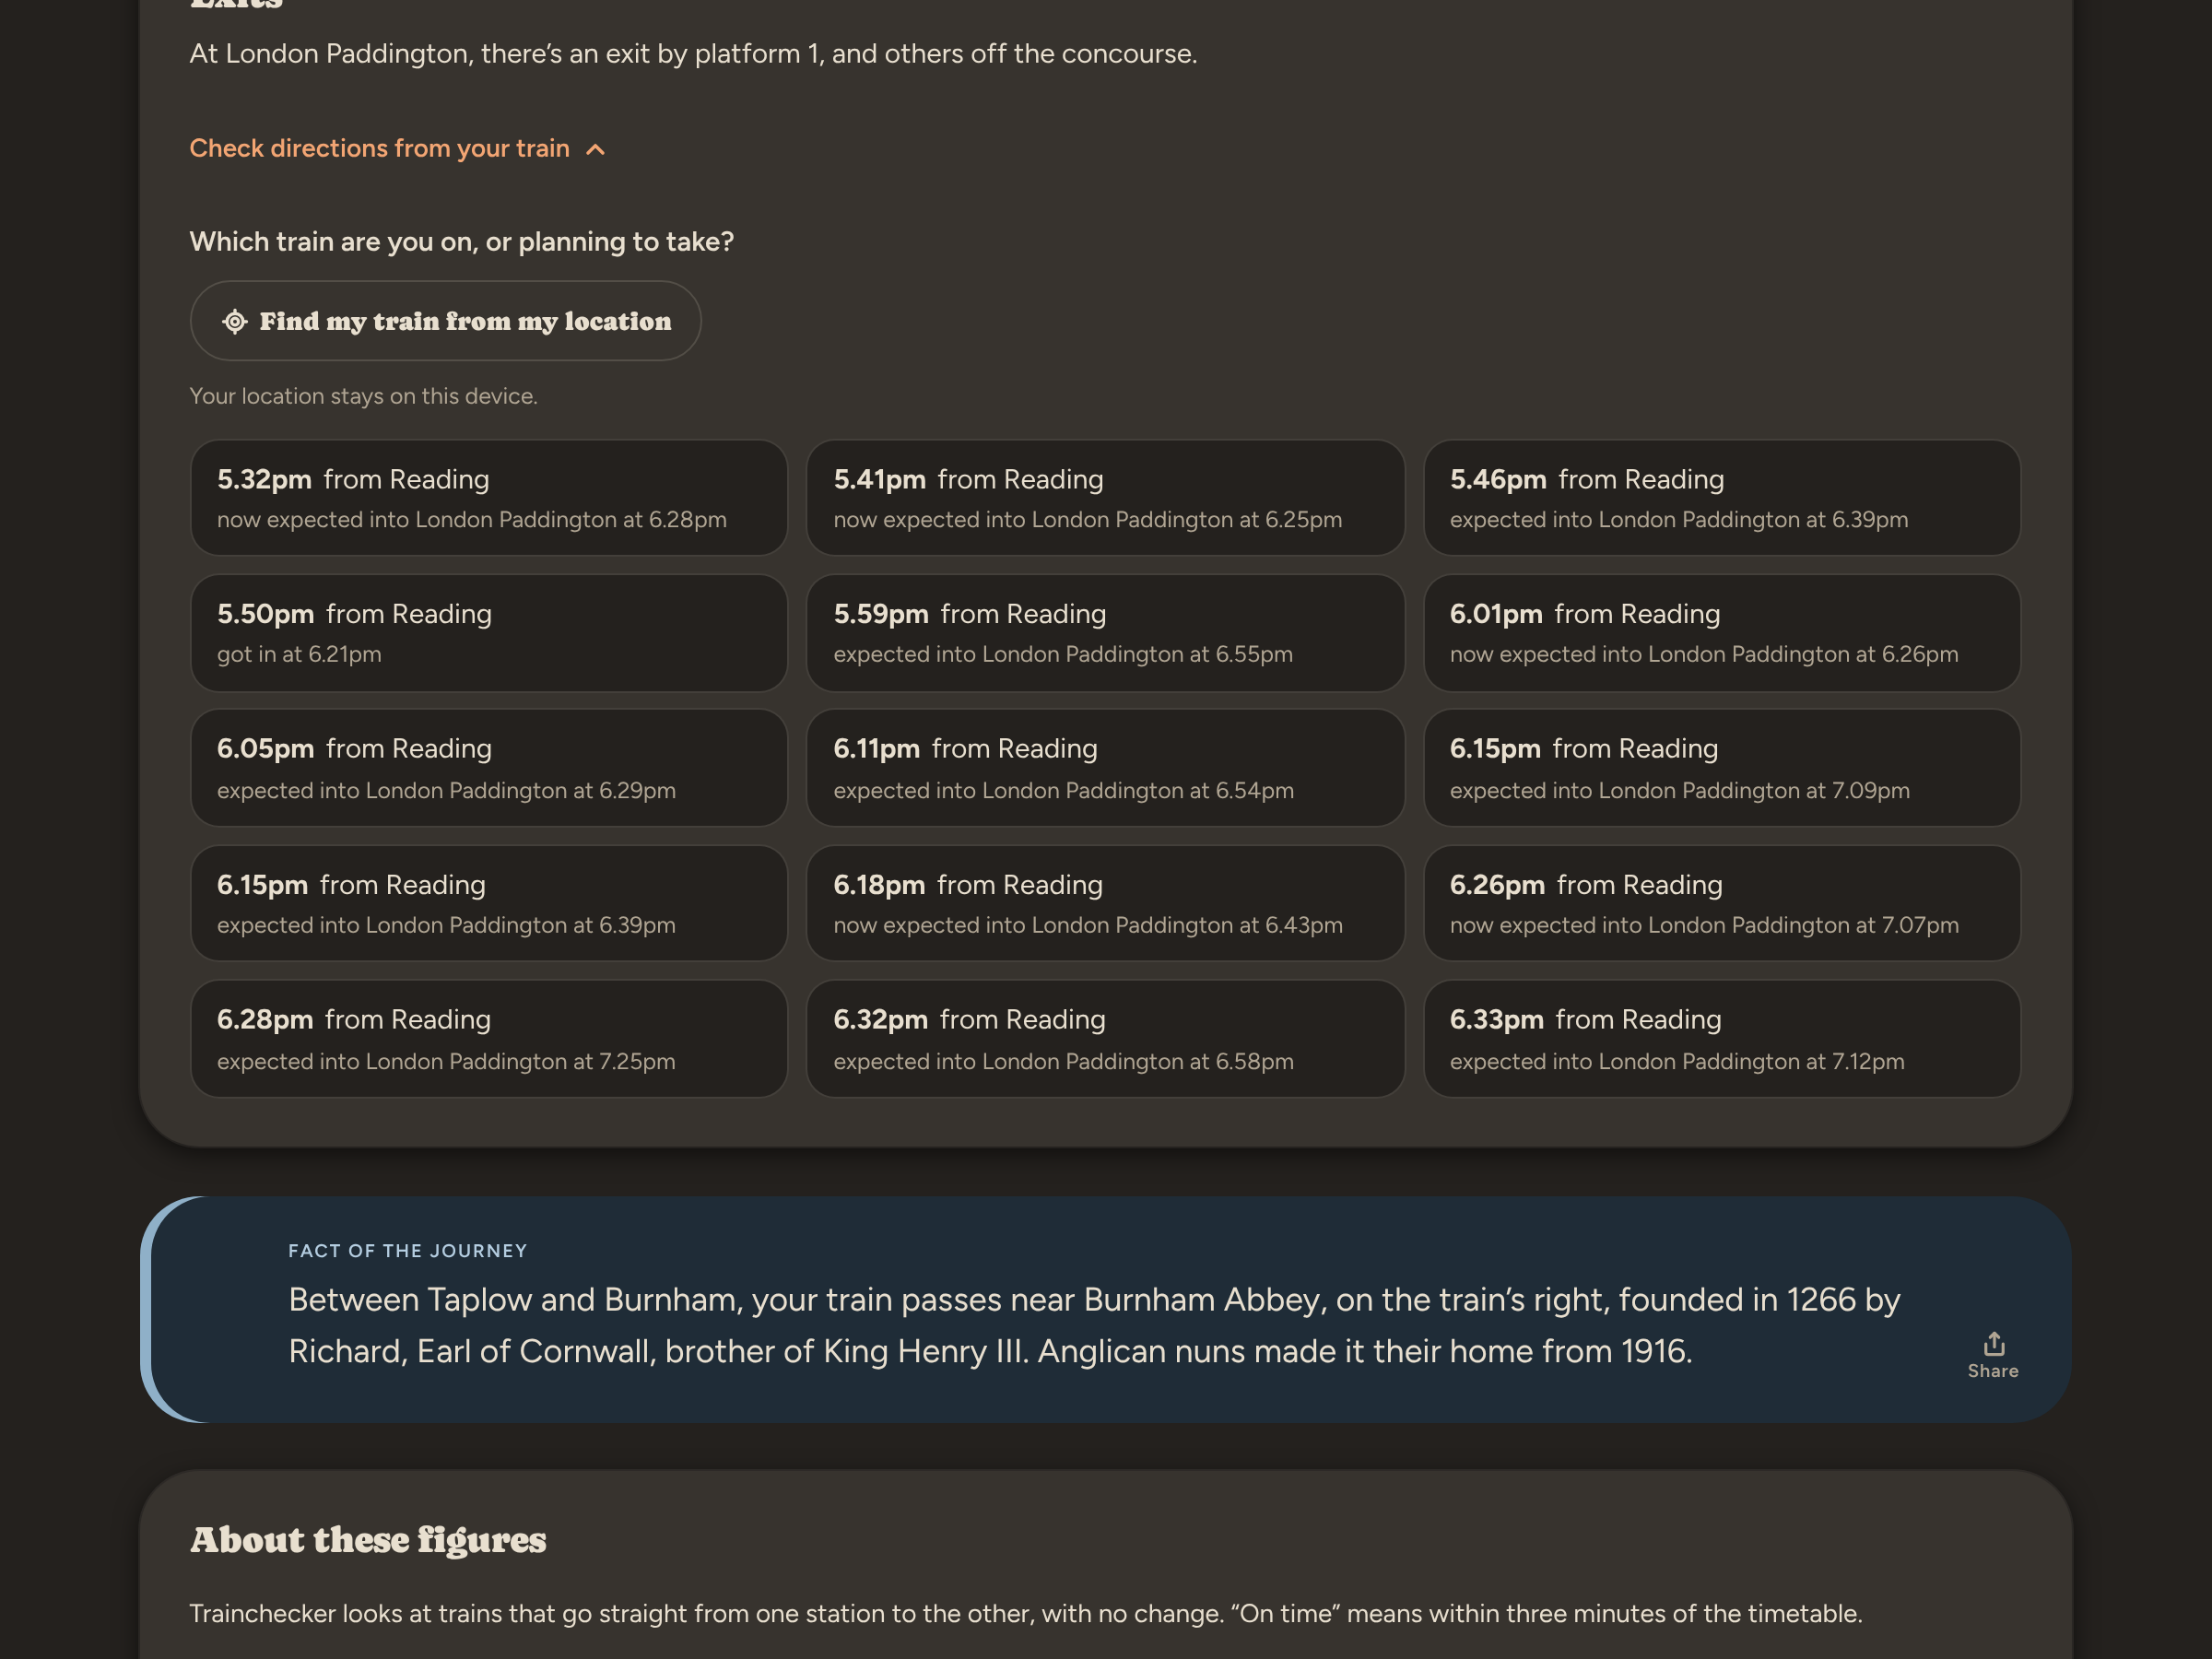 Exits
At London Paddington, there’s an exit by platform 1, and others off the concourse.
Check directions from your train
Which train are you on, or planning to take?
Find my train from my location
Your location stays on this device.
5.32pm from Reading
now expected into London Paddington at 6.28pm
5.41pm from Reading
now expected into London Paddington at 6.25pm
5.46pm from Reading
expected into London Paddington at 6.39pm
5.50pm from Reading
got in at 6.21pm
5.59pm from Reading
expected into London Paddington at 6.55pm
6.01pm from Reading
now expected into London Paddington at 6.26pm
6.05pm from Reading
expected into London Paddington at 6.29pm
6.11pm from Reading
expected into London Paddington at 6.54pm
6.15pm from Reading
expected into London Paddington at 7.09pm
6.15pm from Reading
expected into London Paddington at 6.39pm
6.18pm from Reading
now expected into London Paddington at 6.43pm
6.26pm from Reading
now expected into London Paddington at 7.07pm
6.28pm from Reading
expected into London Paddington at 7.25pm
6.32pm from Reading
expected into London Paddington at 6.58pm
6.33pm from Reading
expected into London Paddington at 7.12pm
FACT OF THE JOURNEY
Between Taplow and Burnham, your train passes near Burnham Abbey, on the train’s right, founded in 1266 by
Richard, Earl of Cornwall, brother of King Henry III. Anglican nuns made it their home from 1916.
Share
About these figures
Trainchecker looks at trains that go straight from one station to the other, with no change. “On time” means within three minutes of the timetable.